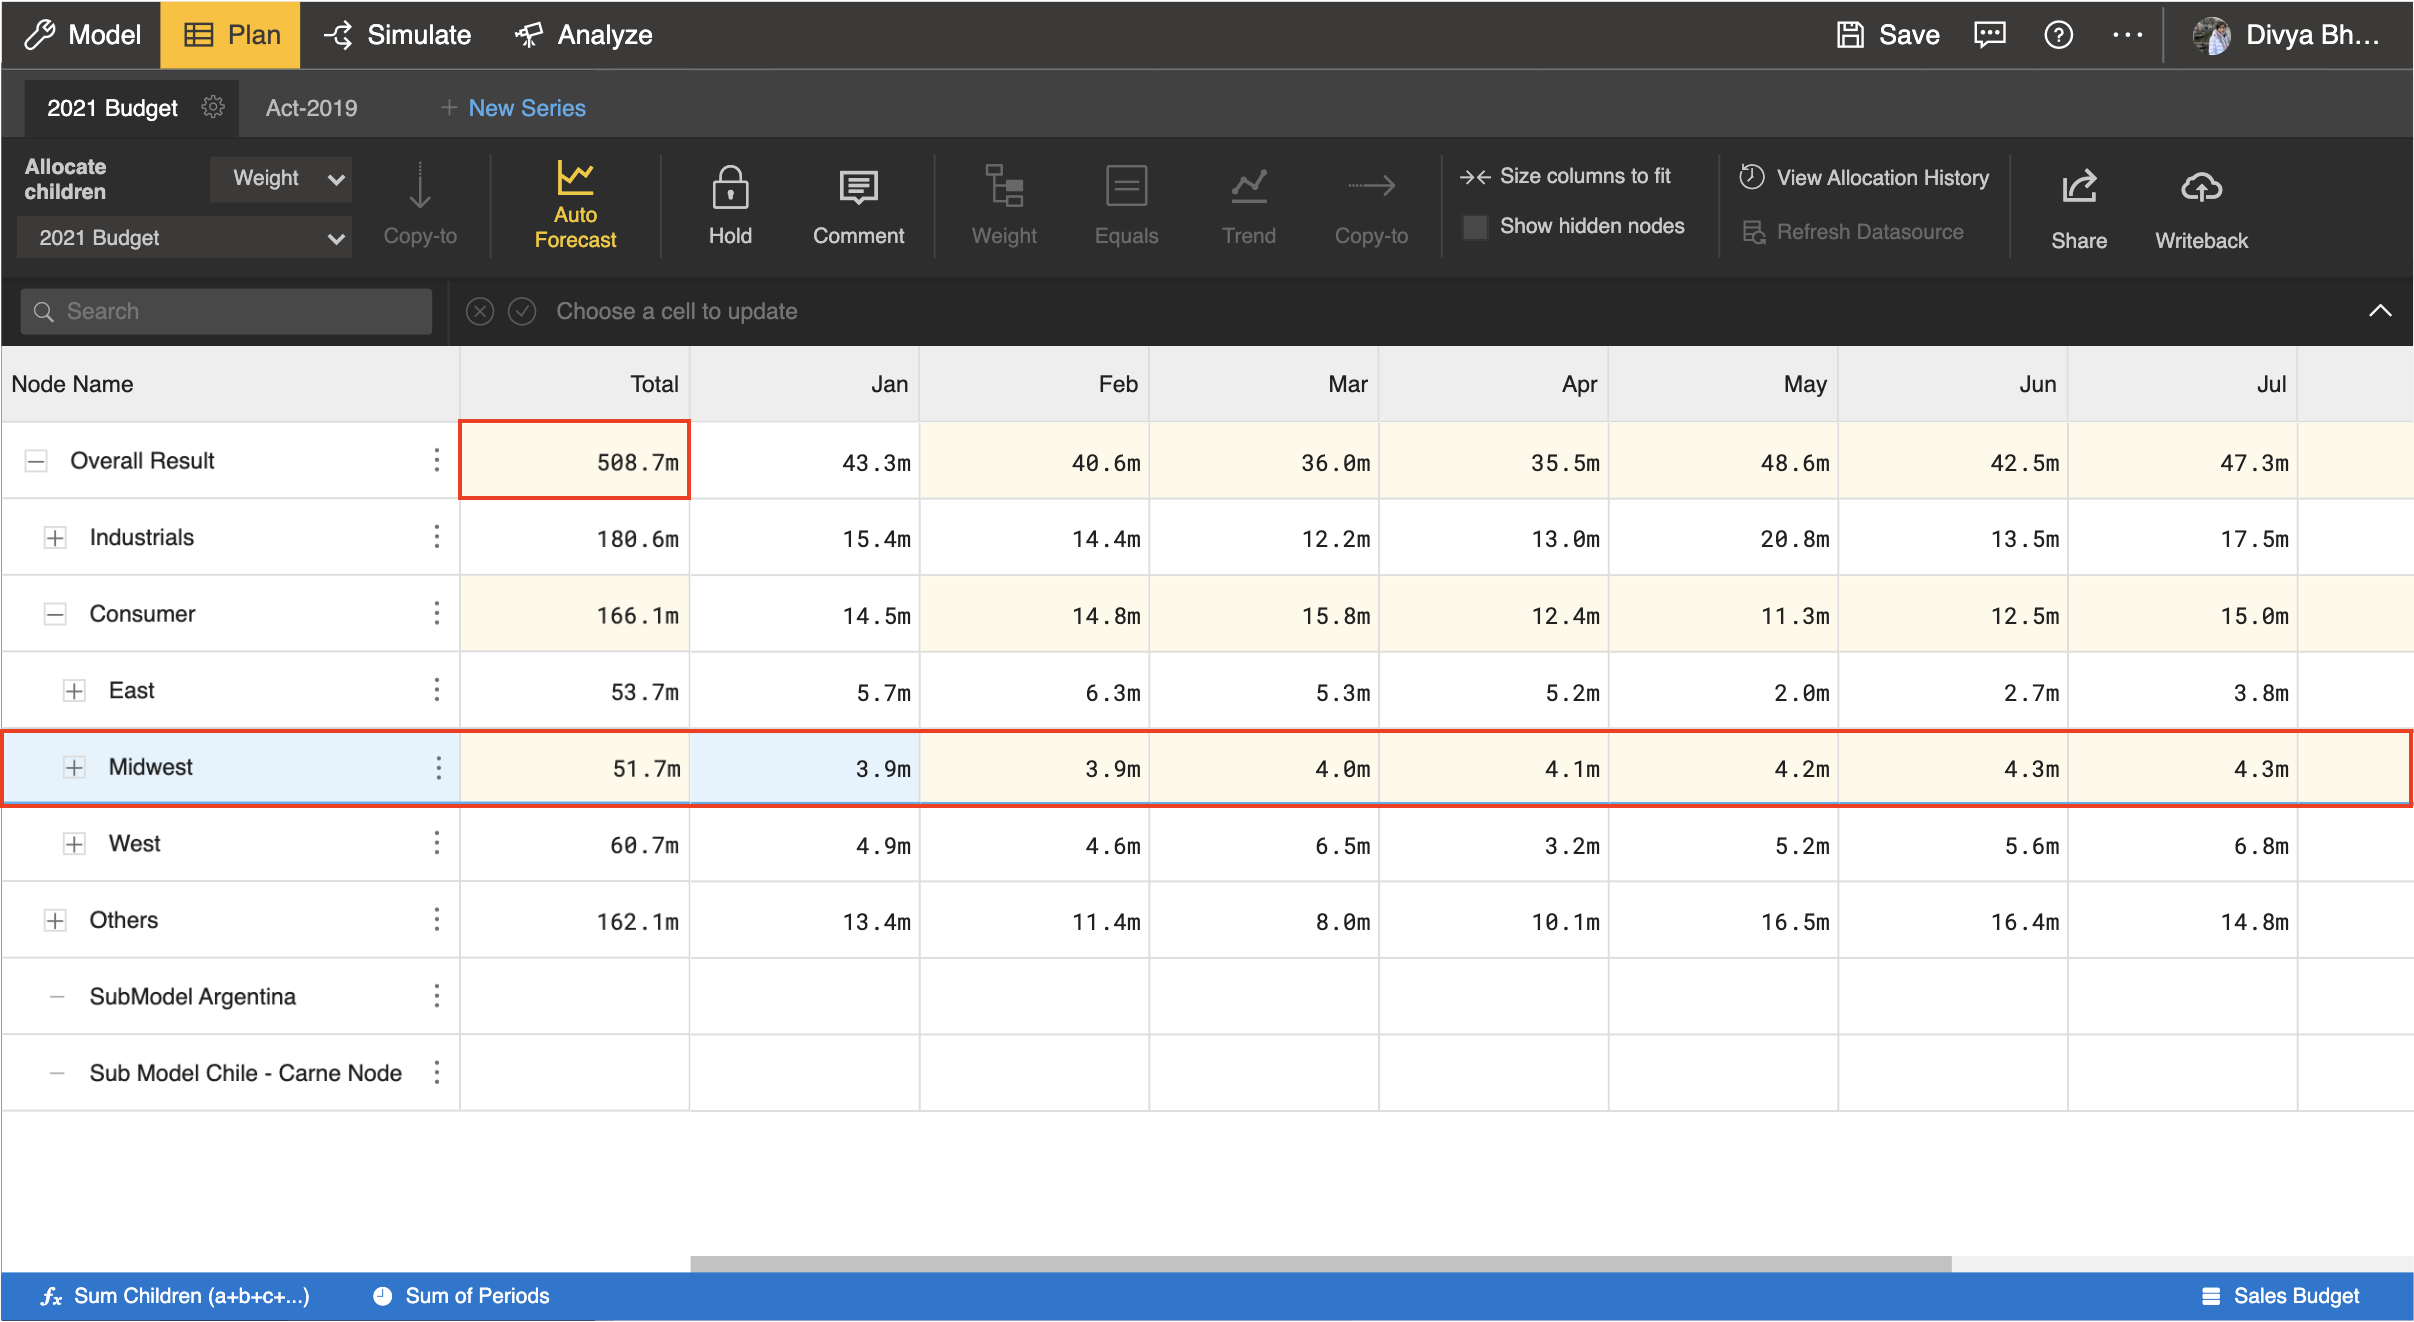 Model Plan Simulate Analyze Save Divya Bh...
2021 Budget Act-2019 + New Series
Allocate children Weight
2021 Budget
Copy-to
Auto Forecast
Hold
Comment
Weight
Equals
Trend
Copy-to
Size columns to fit
Show hidden nodes
View Allocation History
Refresh Datasource
Share
Writeback
Search Choose a cell to update
Node Name Total Jan Feb Mar Apr May Jun Jul
Overall Result 508.7m 43.3m 40.6m 36.0m 35.5m 48.6m 42.5m 47.3m
Industrials 180.6m 15.4m 14.4m 12.2m 13.0m 20.8m 13.5m 17.5m
Consumer 166.1m 14.5m 14.8m 15.8m 12.4m 11.3m 12.5m 15.0m
East 53.7m 5.7m 6.3m 5.3m 5.2m 2.0m 2.7m 3.8m
Midwest 51.7m 3.9m 3.9m 4.0m 4.1m 4.2m 4.3m 4.3m
West 60.7m 4.9m 4.6m 6.5m 3.2m 5.2m 5.6m 6.8m
Others 162.1m 13.4m 11.4m 8.0m 10.1m 16.5m 16.4m 14.8m
SubModel Argentina
Sub Model Chile - Carne Node
fx Sum Children (a+b+c+...) Sum of Periods Sales Budget